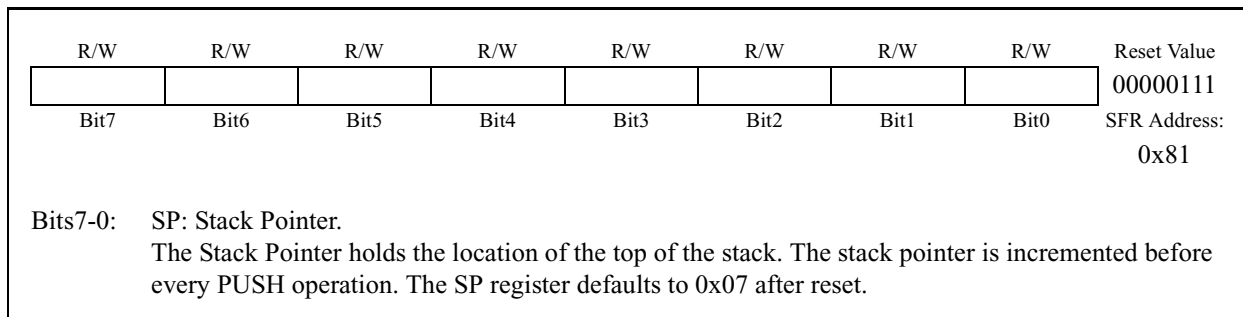 R/W R/W R/W R/W R/W R/W R/W R/W Reset Value
00000111
Bit7 Bit6 Bit5 Bit4 Bit3 Bit2 Bit1 Bit0 SFR Address:
0x81
Bits7-0: SP: Stack Pointer.
The Stack Pointer holds the location of the top of the stack. The stack pointer is incremented before
every PUSH operation. The SP register defaults to 0x07 after reset.